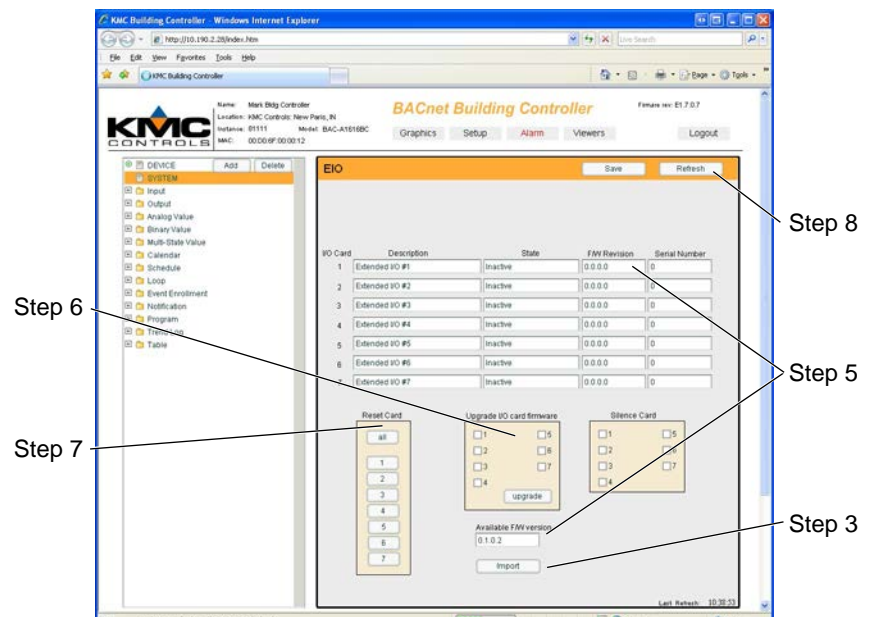 KMC Building Controller - Windows Internet Explorer
http://10.190.2.28/index.htm
Live Search
File Edit View Favorites Tools Help
KMC Building Controller
Page Tools
KMC
CONTROLS
Name: Mark Bldg Controller
Location: KMC Controls: New Paris, IN
Instance: 01111 Model: BAC-A1616BC
MAC: 00:D0:6F:00:00:12
BACnet Building Controller
Firmare rev: E1.7.0.7
Graphics Setup Alarm Viewers Logout
DEVICE Add Delete
SYSTEM
Input
Output
Analog Value
Binary Value
Multi-State Value
Calendar
Schedule
Loop
Event Enrollment
Notification
Program
Trend Log
Table
EIO Save Refresh
I/O Card Description State F/W Revision Serial Number
1 Extended I/O #1 Inactive 0.0.0.0 0
2 Extended I/O #2 Inactive 0.0.0.0 0
3 Extended I/O #3 Inactive 0.0.0.0 0
4 Extended I/O #4 Inactive 0.0.0.0 0
5 Extended I/O #5 Inactive 0.0.0.0 0
6 Extended I/O #6 Inactive 0.0.0.0 0
7 Extended I/O #7 Inactive 0.0.0.0 0
Reset Card
all
1
2
3
4
5
6
7
Upgrade I/O card firmware
1 5
2 6
3 7
4
upgrade
Silence Card
1 5
2 6
3 7
4
Available F/W version
0.1.0.2
Import
Last Refresh: 10:38:53
Step 8
Step 6
Step 5
Step 7
Step 3